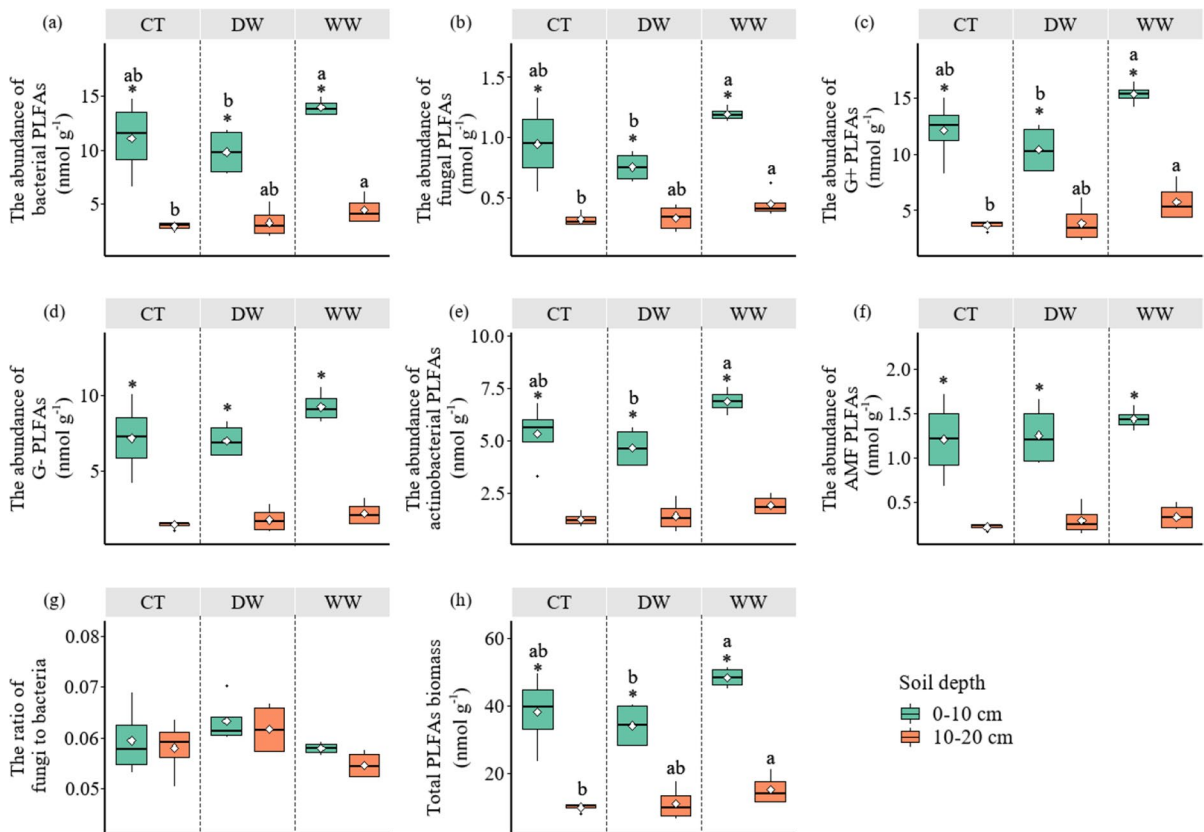 (a)
CT DW WW
The abundance of
bacterial PLFAs
(nmol g-1)
15
10
5
ab
*
b
*
a
*
b
ab
a
(b)
CT DW WW
The abundance of
fungal PLFAs
(nmol g-1)
1.5
1.0
0.5
ab
*
b
*
a
*
b
ab
a
(c)
CT DW WW
The abundance of
G+ PLFAs
(nmol g-1)
15
10
5
ab
*
b
*
a
*
b
ab
a
(d)
CT DW WW
The abundance of
G- PLFAs
(nmol g-1)
10
5
* * *
(e)
CT DW WW
The abundance of
actinobacterial PLFAs
(nmol g-1)
10.0
7.5
5.0
2.5
ab
*
b
*
a
*
(f)
CT DW WW
The abundance of
AMF PLFAs
(nmol g-1)
2.0
1.5
1.0
0.5
* * *
(g)
CT DW WW
The ratio of
fungi to bacteria
0.08
0.07
0.06
0.05
(h)
CT DW WW
Total PLFAs biomass
(nmol g-1)
60
40
20
ab
*
b
*
a
*
b
ab
a
Soil depth
0-10 cm
10-20 cm